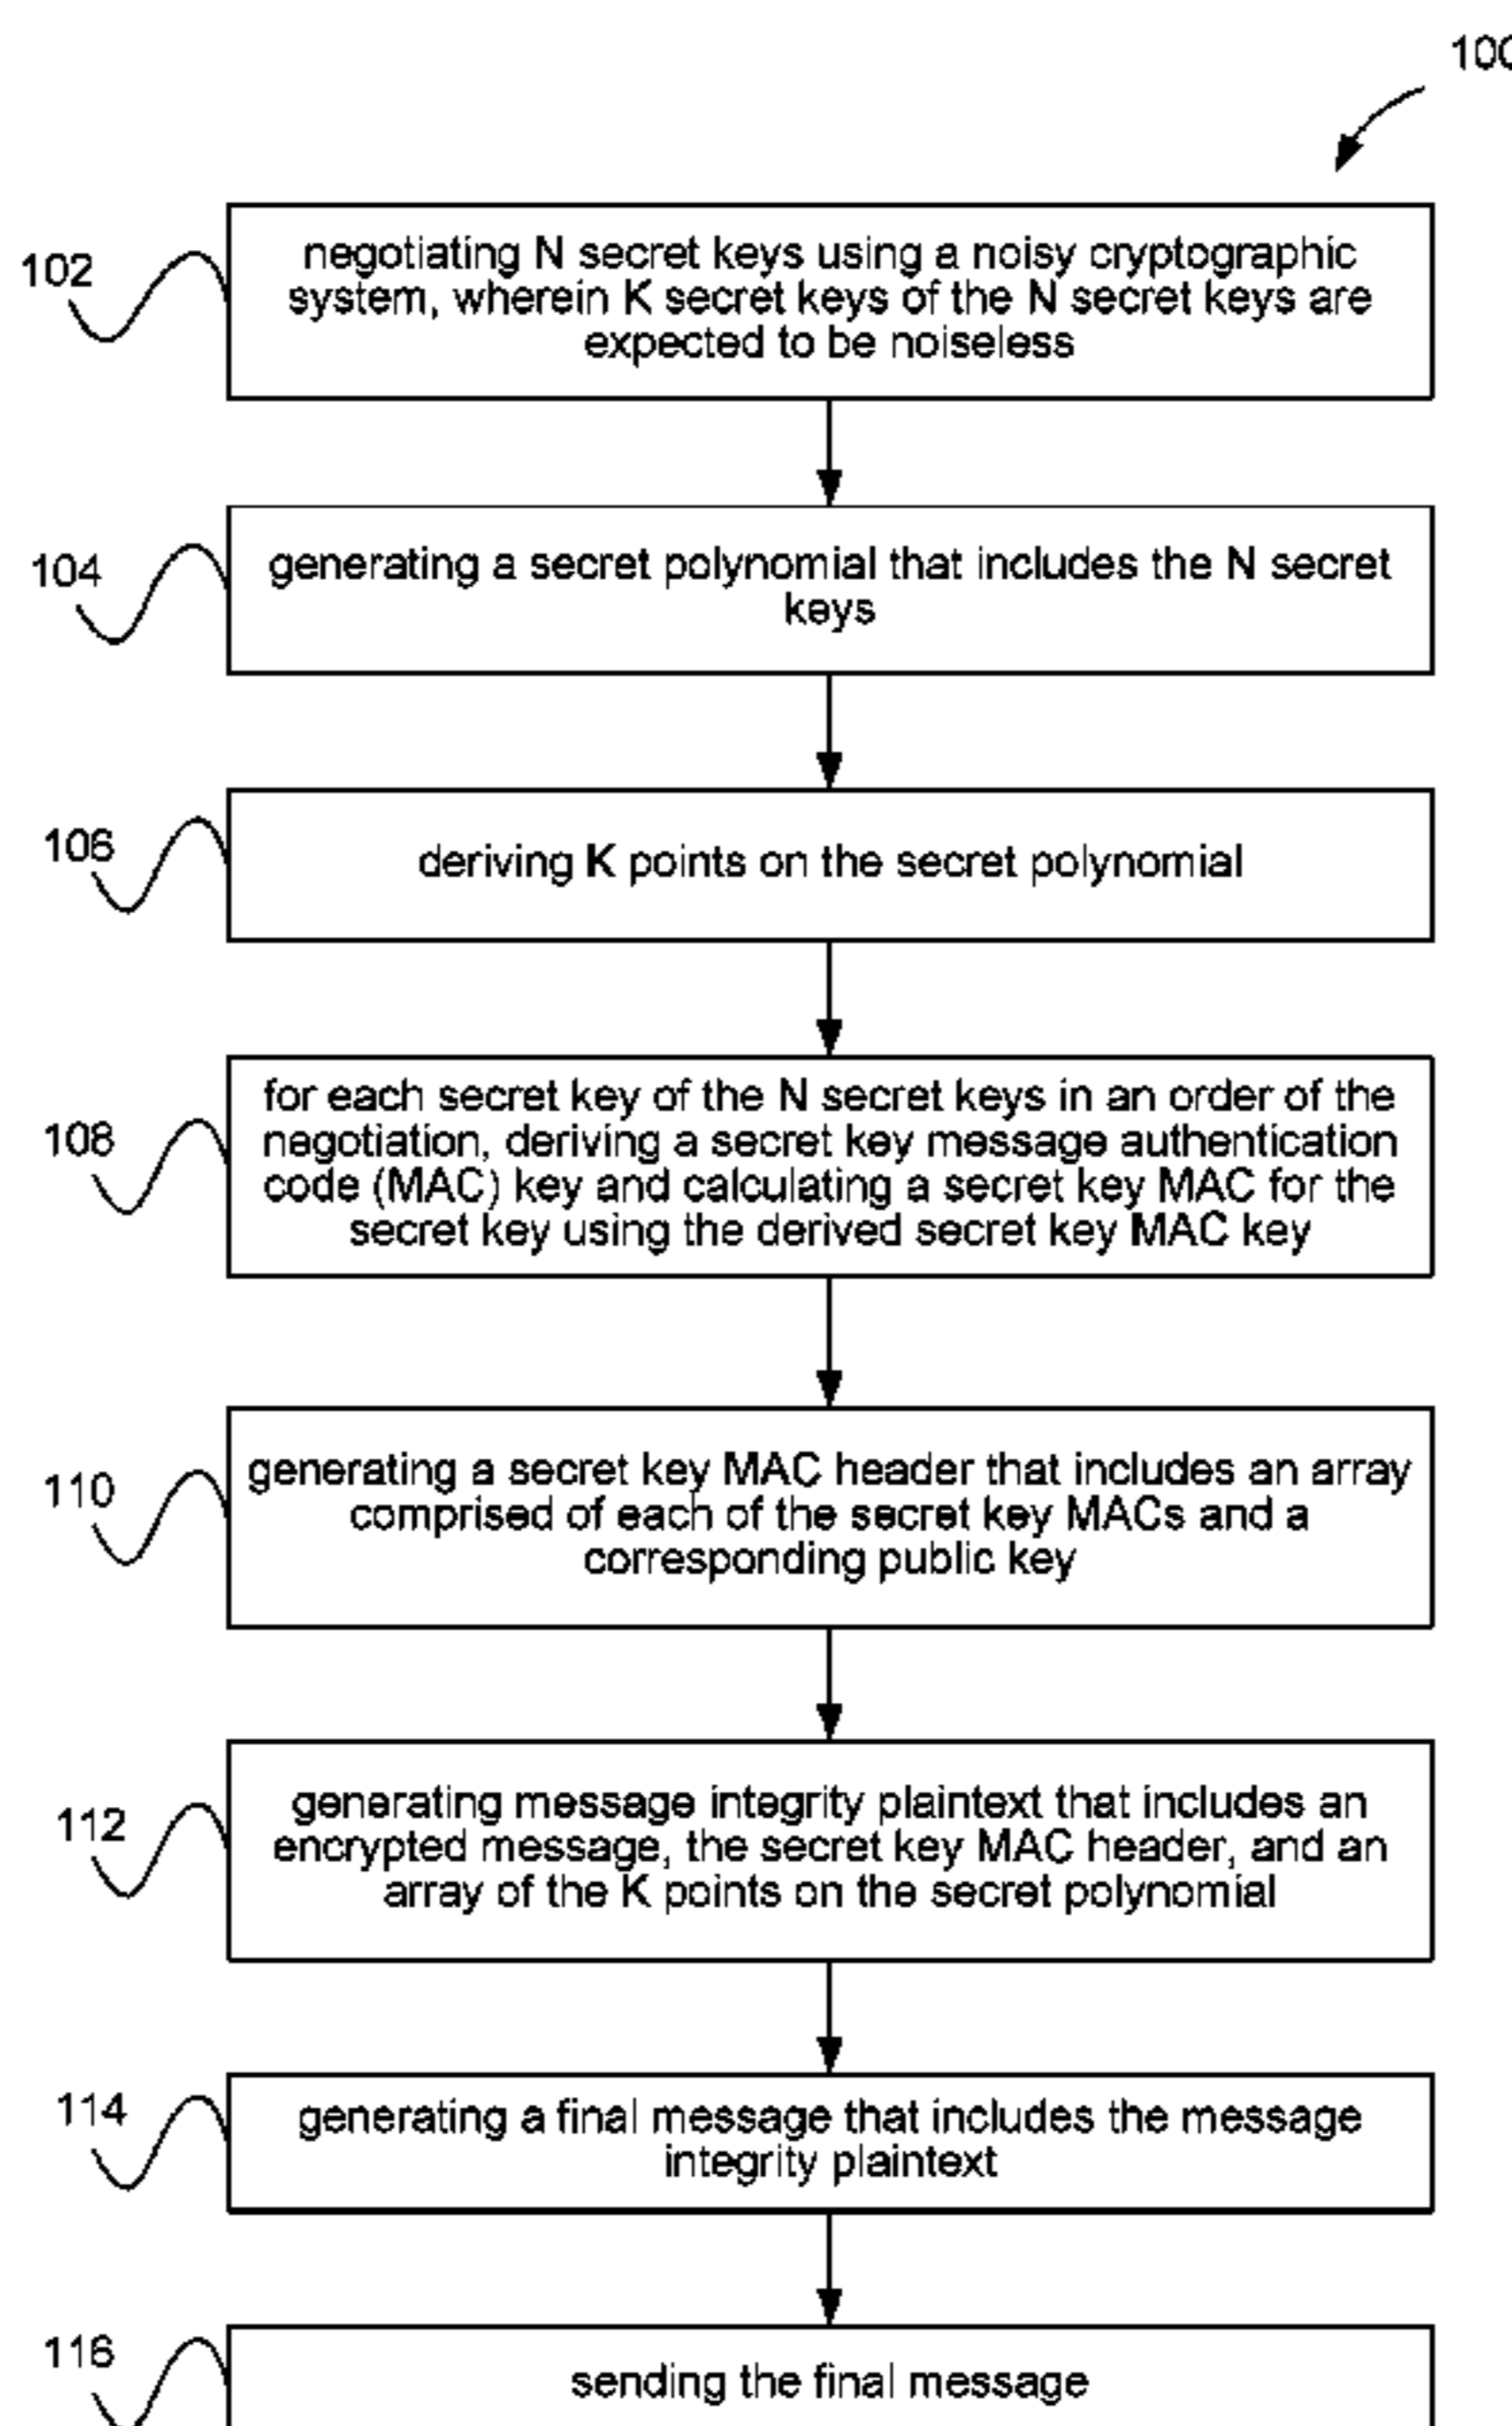 100
102
negotiating N secret keys using a noisy cryptographic
system, wherein K secret keys of the N secret keys are
expected to be noiseless
104
generating a secret polynomial that includes the N secret
keys
106
deriving K points on the secret polynomial
108
for each secret key of the N secret keys in an order of the
negotiation, deriving a secret key message authentication
code (MAC) key and calculating a secret key MAC for the
secret key using the derived secret key MAC key
110
generating a secret key MAC header that includes an array
comprised of each of the secret key MACs and a
corresponding public key
112
generating message integrity plaintext that includes an
encrypted message, the secret key MAC header, and an
array of the K points on the secret polynomial
114
generating a final message that includes the message
integrity plaintext
116
sending the final message